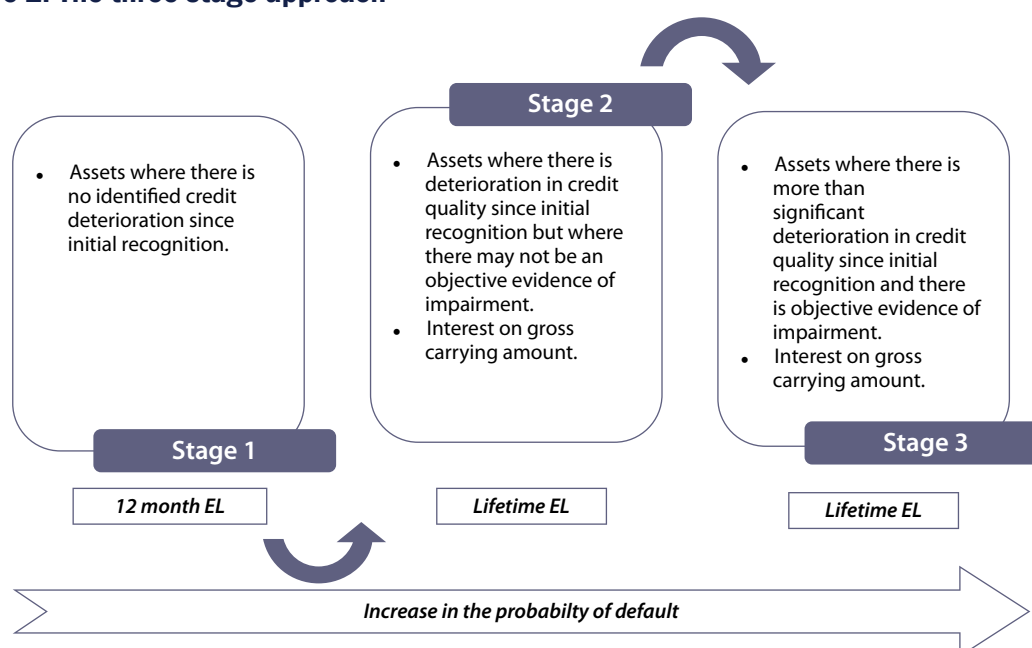 Stage 2
Assets where there is
no identified credit
deterioration since
initial recognition.
Stage 1
12 month EL
• Assets where there is
deterioration in credit
quality since initial
recognition but where
there may not be an
objective evidence of
impairment.
• Interest on gross
carrying amount.
Lifetime EL
• Assets where there is
more than
significant
deterioration in credit
quality since initial
recognition and there
is objective evidence of
impairment.
• Interest on gross
carrying amount.
Stage 3
Lifetime EL
Increase in the probabilty of default